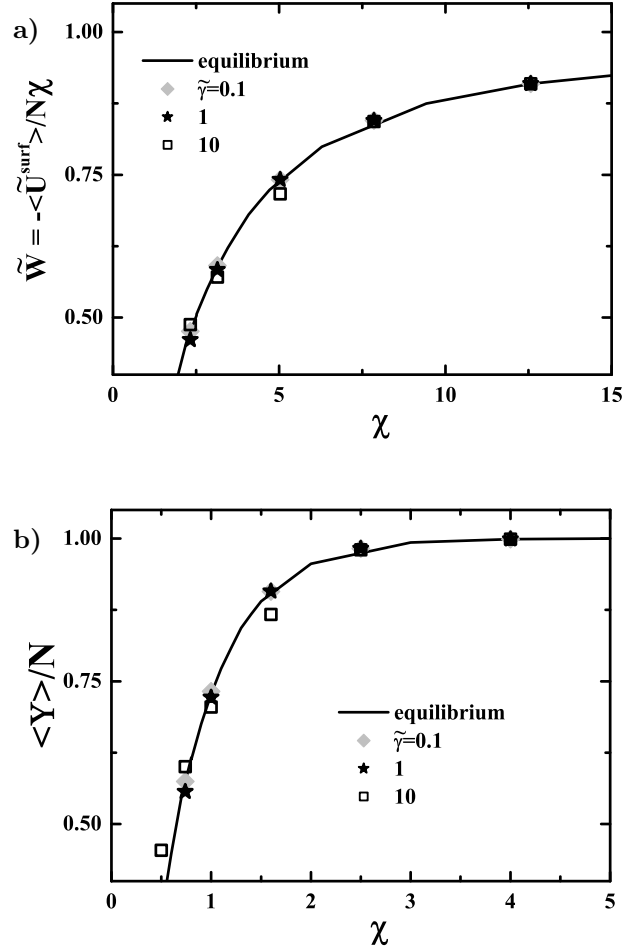 a)
1.00
0.75
0.50
W̃ = -<Ũ^surf>/Nχ
equilibrium
γ̃=0.1
1
10
0 5 10 15
χ
b)
1.00
0.75
0.50
<Y>/N
equilibrium
γ̃=0.1
1
10
0 1 2 3 4 5
χ